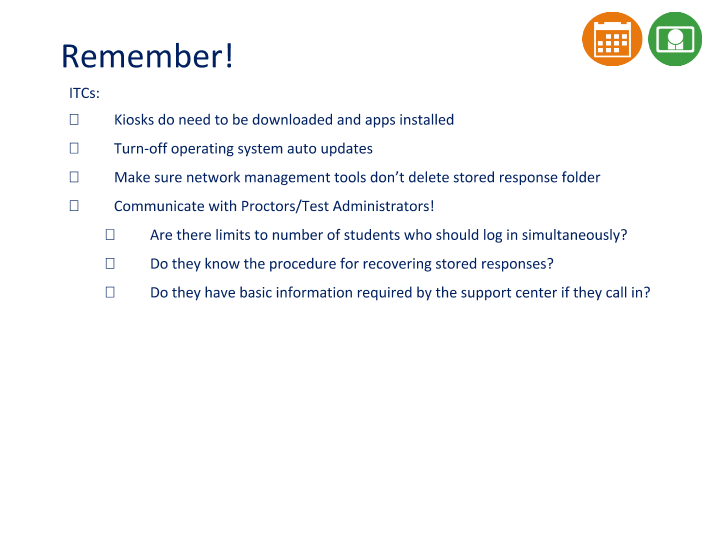 Remember!
ITCs:
Kiosks do need to be downloaded and apps installed
Turn-off operating system auto updates
Make sure network management tools don’t delete stored response folder
Communicate with Proctors/Test Administrators!
Are there limits to number of students who should log in simultaneously?
Do they know the procedure for recovering stored responses?
Do they have basic information required by the support center if they call in?